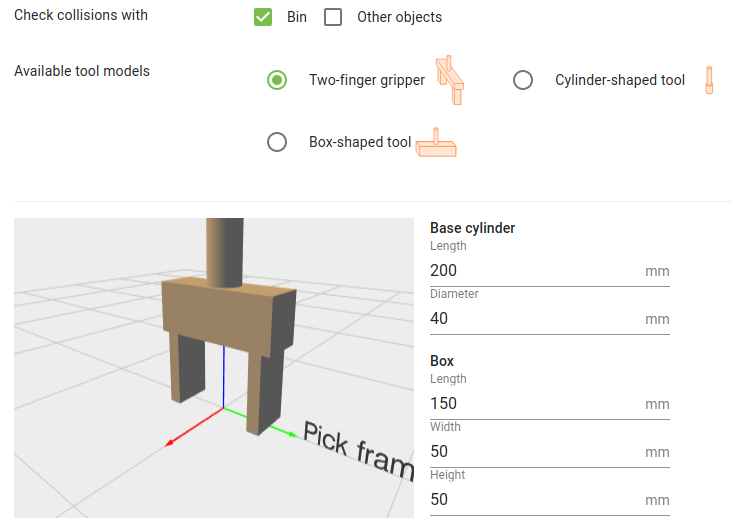 Check collisions with
Bin
Other objects
Available tool models
Two-finger gripper
Cylinder-shaped tool
Box-shaped tool
Pick fram
Base cylinder
Length
200 mm
Diameter
40 mm
Box
Length
150 mm
Width
50 mm
Height
50 mm